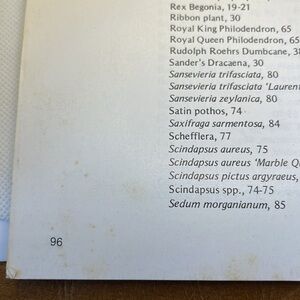 Rex Begonia, 19-21
Ribbon plant, 30
Royal King Philodendron, 65
Royal Queen Philodendron, 65
Rudolph Roehrs Dumbcane, 38
Sander's Dracaena, 30
Sansevieria trifasciata, 80
Sansevieria trifasciata 'Laurent
Sansevieria zeylanica, 80
Satin pothos, 74
Saxifraga sarmentosa, 84
Schefflera, 77
Scindapsus aureus, 75
Scindapsus aureus 'Marble Qu
Scindapsus pictus argyraeus,
Scindapsus spp., 74-75
Sedum morganianum, 85
96